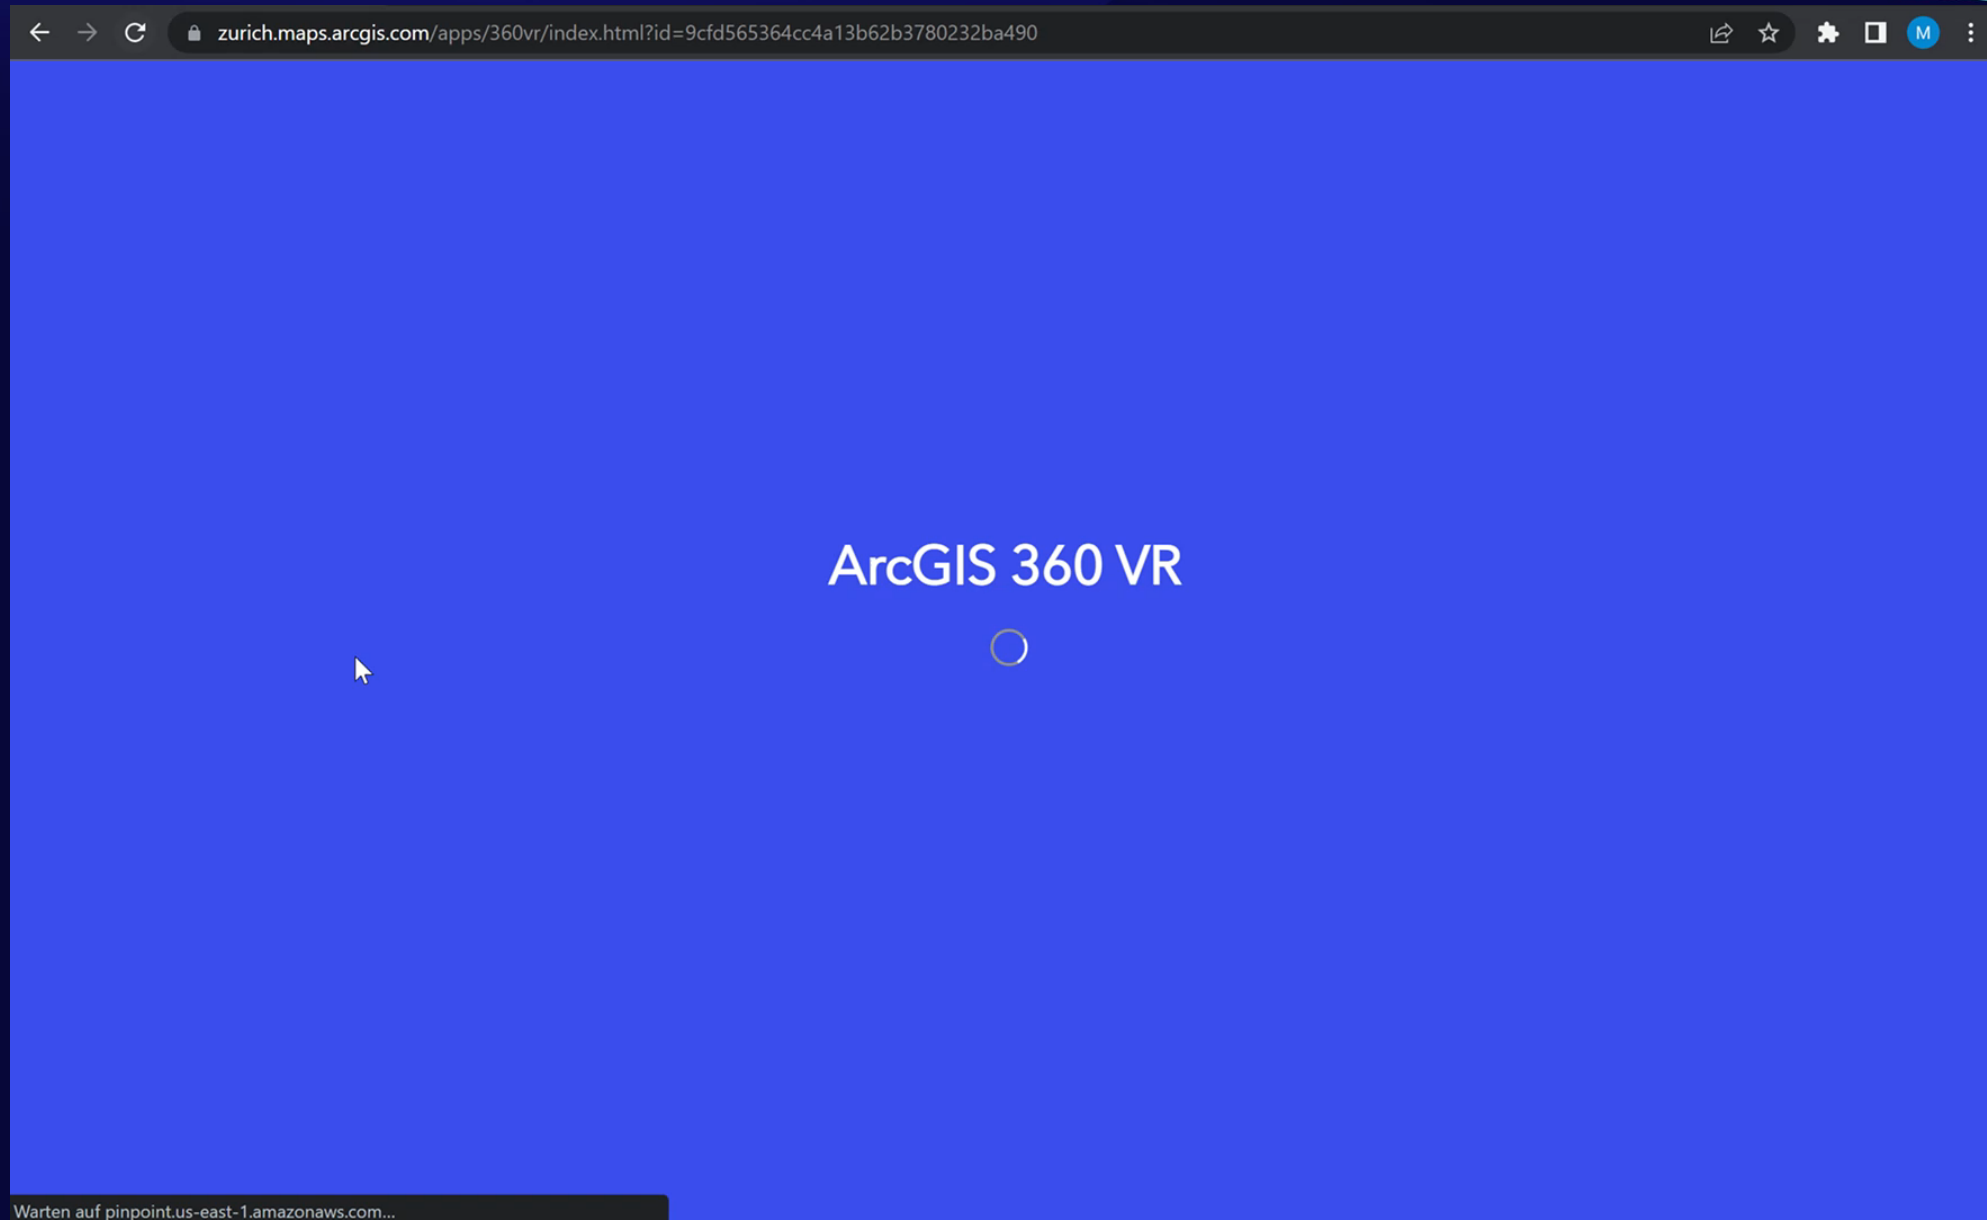 zurich.maps.arcgis.com/apps/360vr/index.html?id=9cfd565364cc4a13b62b3780232ba490
M
ArcGIS 360 VR
Warten auf pinpoint.us-east-1.amazonaws.com...